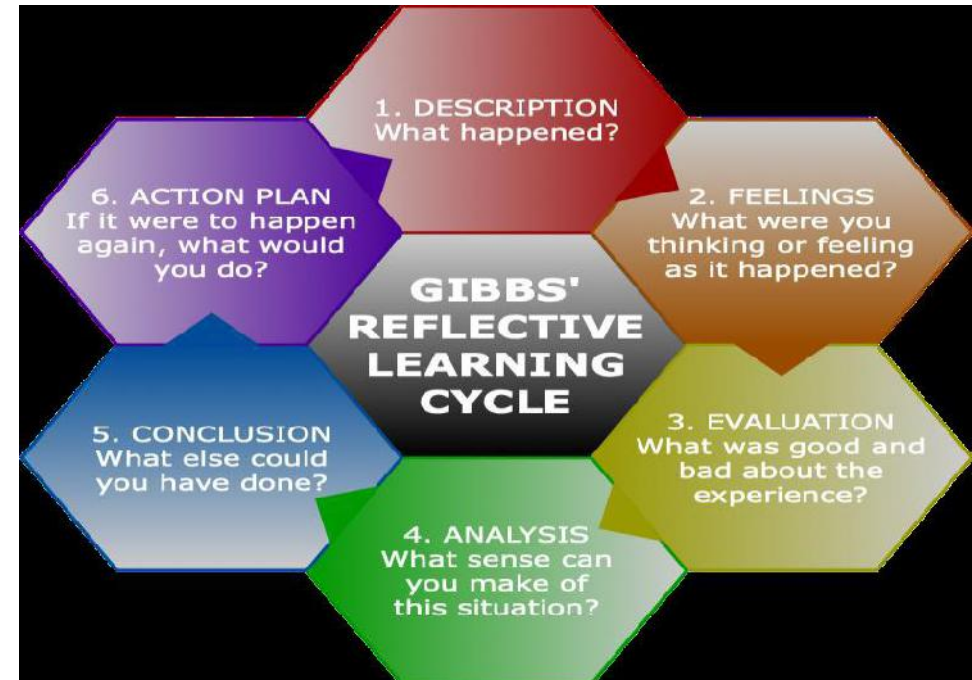 GIBBS'
REFLECTIVE
LEARNING
CYCLE
1. DESCRIPTION
What happened?
2. FEELINGS
What were you
thinking or feeling
as it happened?
3. EVALUATION
What was good and
bad about the
experience?
4. ANALYSIS
What sense can
you make of
this situation?
5. CONCLUSION
What else could
you have done?
6. ACTION PLAN
If it were to happen
again, what would
you do?